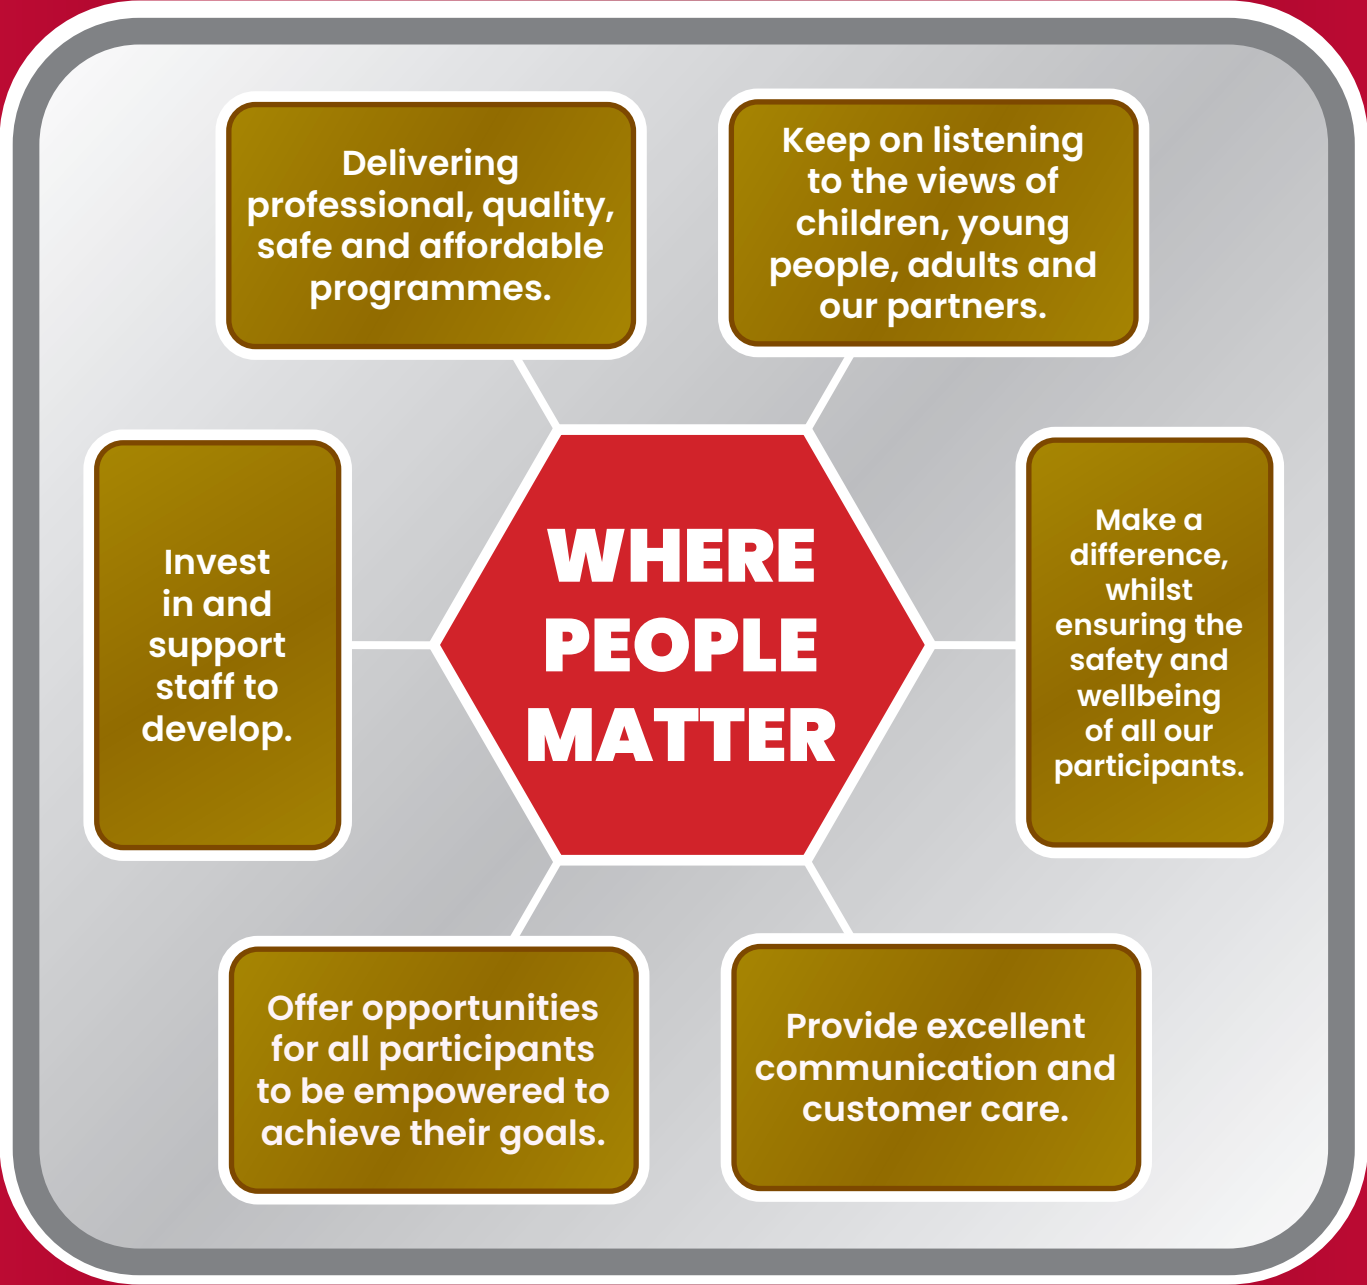 Delivering
professional, quality,
safe and affordable
programmes.
Keep on listening
to the views of
children, young
people, adults and
our partners.
Invest
in and
support
staff to
develop.
WHERE
PEOPLE
MATTER
Make a
difference,
whilst
ensuring the
safety and
wellbeing
of all our
participants.
Offer opportunities
for all participants
to be empowered to
achieve their goals.
Provide excellent
communication and
customer care.